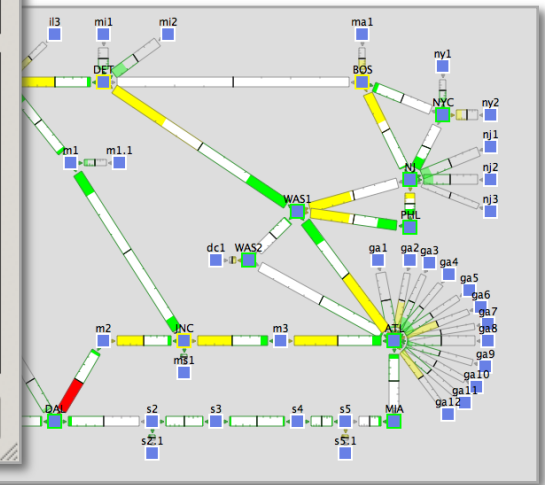 il3
mi1
mi2
ma1
ny1
DET
BOS
NYC
ny2
nj1
m1
m1.1
NJ
nj2
nj3
WAS1
PHL
dc1
WAS2
ga1
ga2
ga3
ga4
ga5
ga6
ga7
m2
JNC
m3
ATL
ga8
ga9
ms1
ga10
ga11
DAL
s2
s3
s4
s5
MIA
ga12
s2.1
s5.1